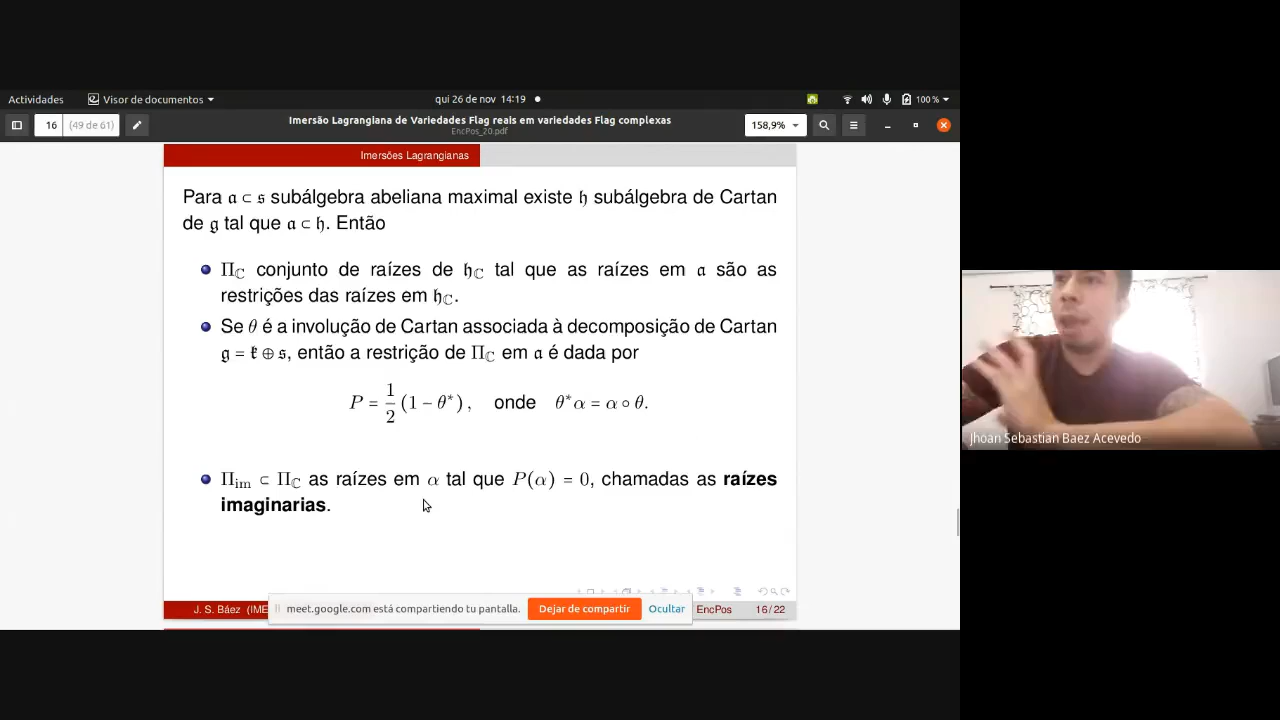 Actividades
Visor de documentos
qui 26 de nov 14:19
100 %
16 (49 de 61)
Imersão Lagrangiana de Variedades Flag reais em variedades Flag complexas
EncPos_20.pdf
158,9%
Imersões Lagrangianas
Para 𝔞 ⊂ 𝔰 subálgebra abeliana maximal existe 𝔥 subálgebra de Cartan
de 𝔤 tal que 𝔞 ⊂ 𝔥. Então
Π_ℂ conjunto de raízes de 𝔥_ℂ tal que as raízes em 𝔞 são as
restrições das raízes em 𝔥_ℂ.
Se θ é a involução de Cartan associada à decomposição de Cartan
𝔤 = 𝔨 ⊕ 𝔰, então a restrição de Π_ℂ em 𝔞 é dada por
P = 1/2 (1 − θ*), onde θ*α = α ∘ θ.
Π_im ⊂ Π_ℂ as raízes em α tal que P(α) = 0, chamadas as raízes
imaginarias.
J. S. Báez (IME
meet.google.com está compartiendo tu pantalla.
Dejar de compartir
Ocultar
EncPos
16/22
Jhoan Sebastian Baez Acevedo